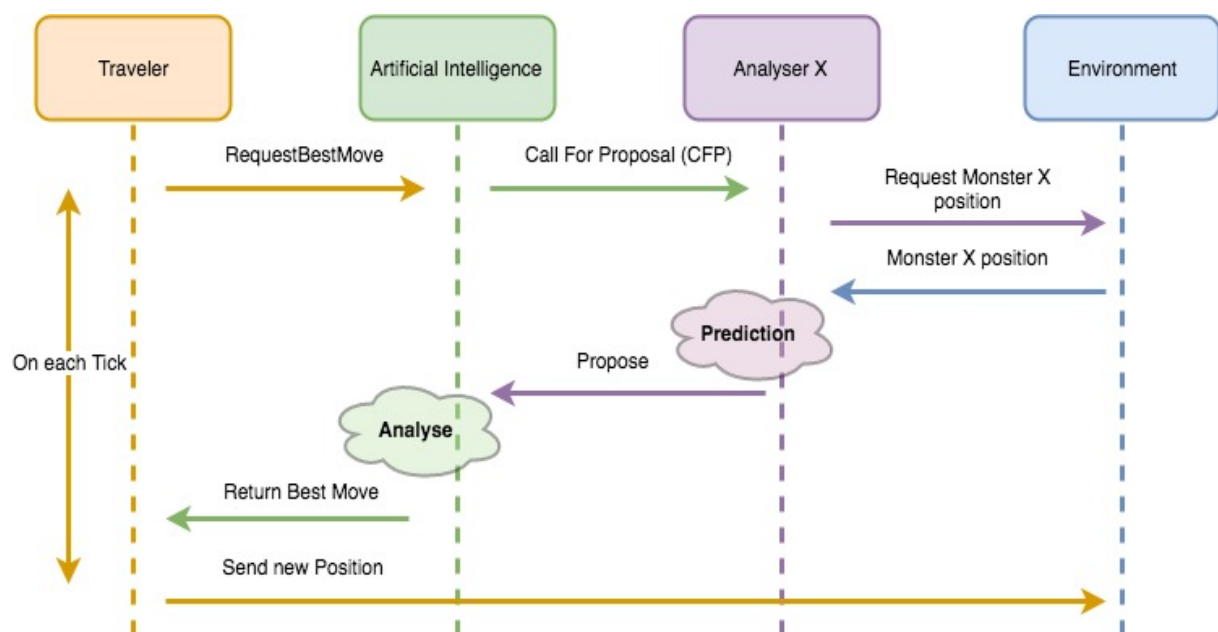 Traveler
Artificial Intelligence
Analyser X
Environment
RequestBestMove
Call For Proposal (CFP)
Request Monster X
position
Monster X position
Prediction
On each Tick
Propose
Analyse
Return Best Move
Send new Position